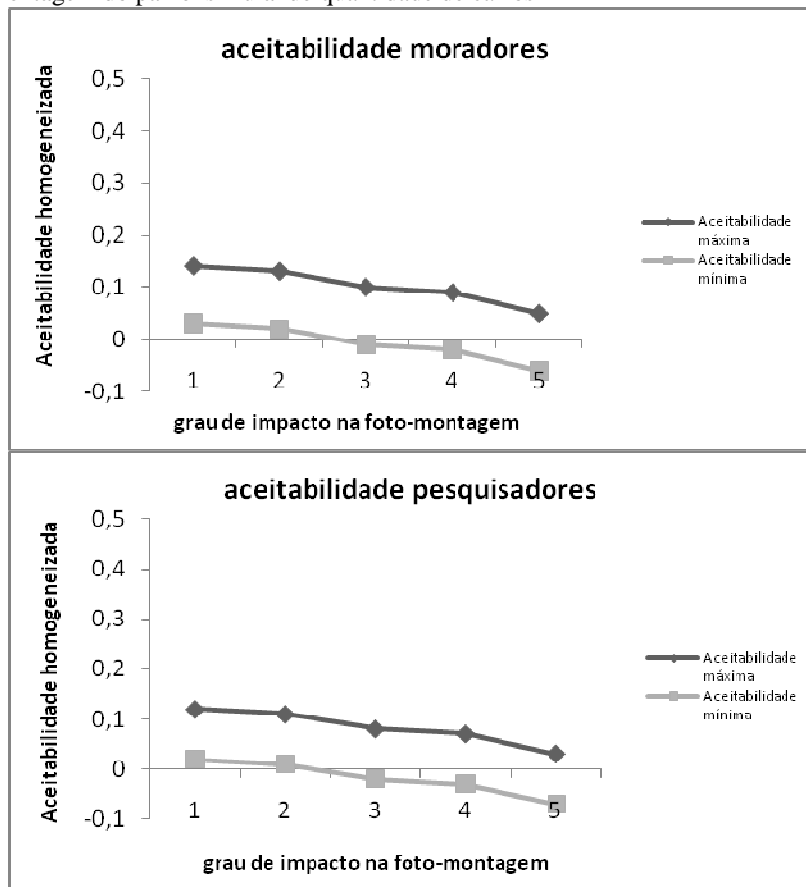 aceitabilidade moradores
Aceitabilidade homogeneizada
0,5
0,4
0,3
0,2
0,1
0
-0,1
1 2 3 4 5
grau de impacto na foto-montagem
Aceitabilidade
máxima
Aceitabilidade
mínima
aceitabilidade pesquisadores
Aceitabilidade homogeneizada
0,5
0,4
0,3
0,2
0,1
0
-0,1
1 2 3 4 5
grau de impacto na foto-montagem
Aceitabilidade
máxima
Aceitabilidade
mínima